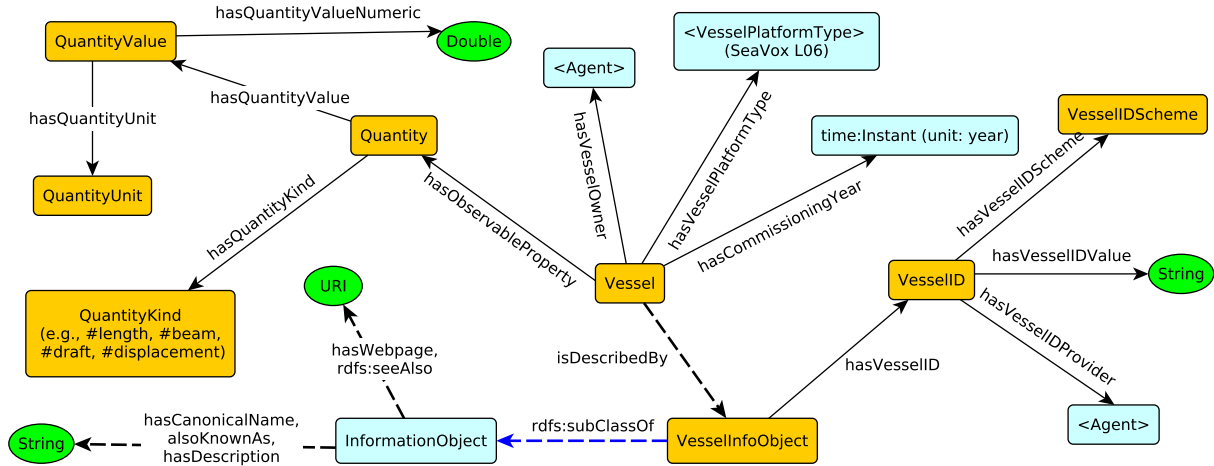 hasQuantityValueNumeric
QuantityValue
Double
<VesselPlatformType>
(SeaVox L06)
<Agent>
hasQuantityValue
hasQuantityUnit
Quantity
time:Instant (unit: year)
VesselIDScheme
QuantityUnit
hasQuantityKind
hasObservableProperty
hasVesselOwner
hasVesselPlatformType
hasCommissioningYear
hasVesselIDScheme
hasVesselIDValue
String
VesselID
Vessel
URI
QuantityKind
(e.g., #length, #beam,
#draft, #displacement)
hasVesselIDProvider
hasWebpage,
rdfs:seeAlso
isDescribedBy
hasVesselID
<Agent>
hasCanonicalName,
alsoKnownAs,
hasDescription
String
InformationObject
rdfs:subClassOf
VesselInfoObject